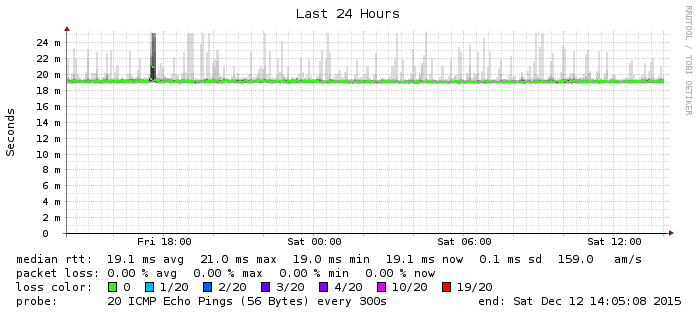 Last 24 Hours
RRDTOOL / TOBI OETIKER
Seconds
24 m
22 m
20 m
18 m
16 m
14 m
12 m
10 m
8 m
6 m
4 m
2 m
0
Fri 18:00 Sat 00:00 Sat 06:00 Sat 12:00
median rtt: 19.1 ms avg 21.0 ms max 19.0 ms min 19.1 ms now 0.1 ms sd 159.0 am/s
packet loss: 0.00 % avg 0.00 % max 0.00 % min 0.00 % now
loss color: 0 1/20 2/20 3/20 4/20 10/20 19/20
probe: 20 ICMP Echo Pings (56 Bytes) every 300s end: Sat Dec 12 14:05:08 2015